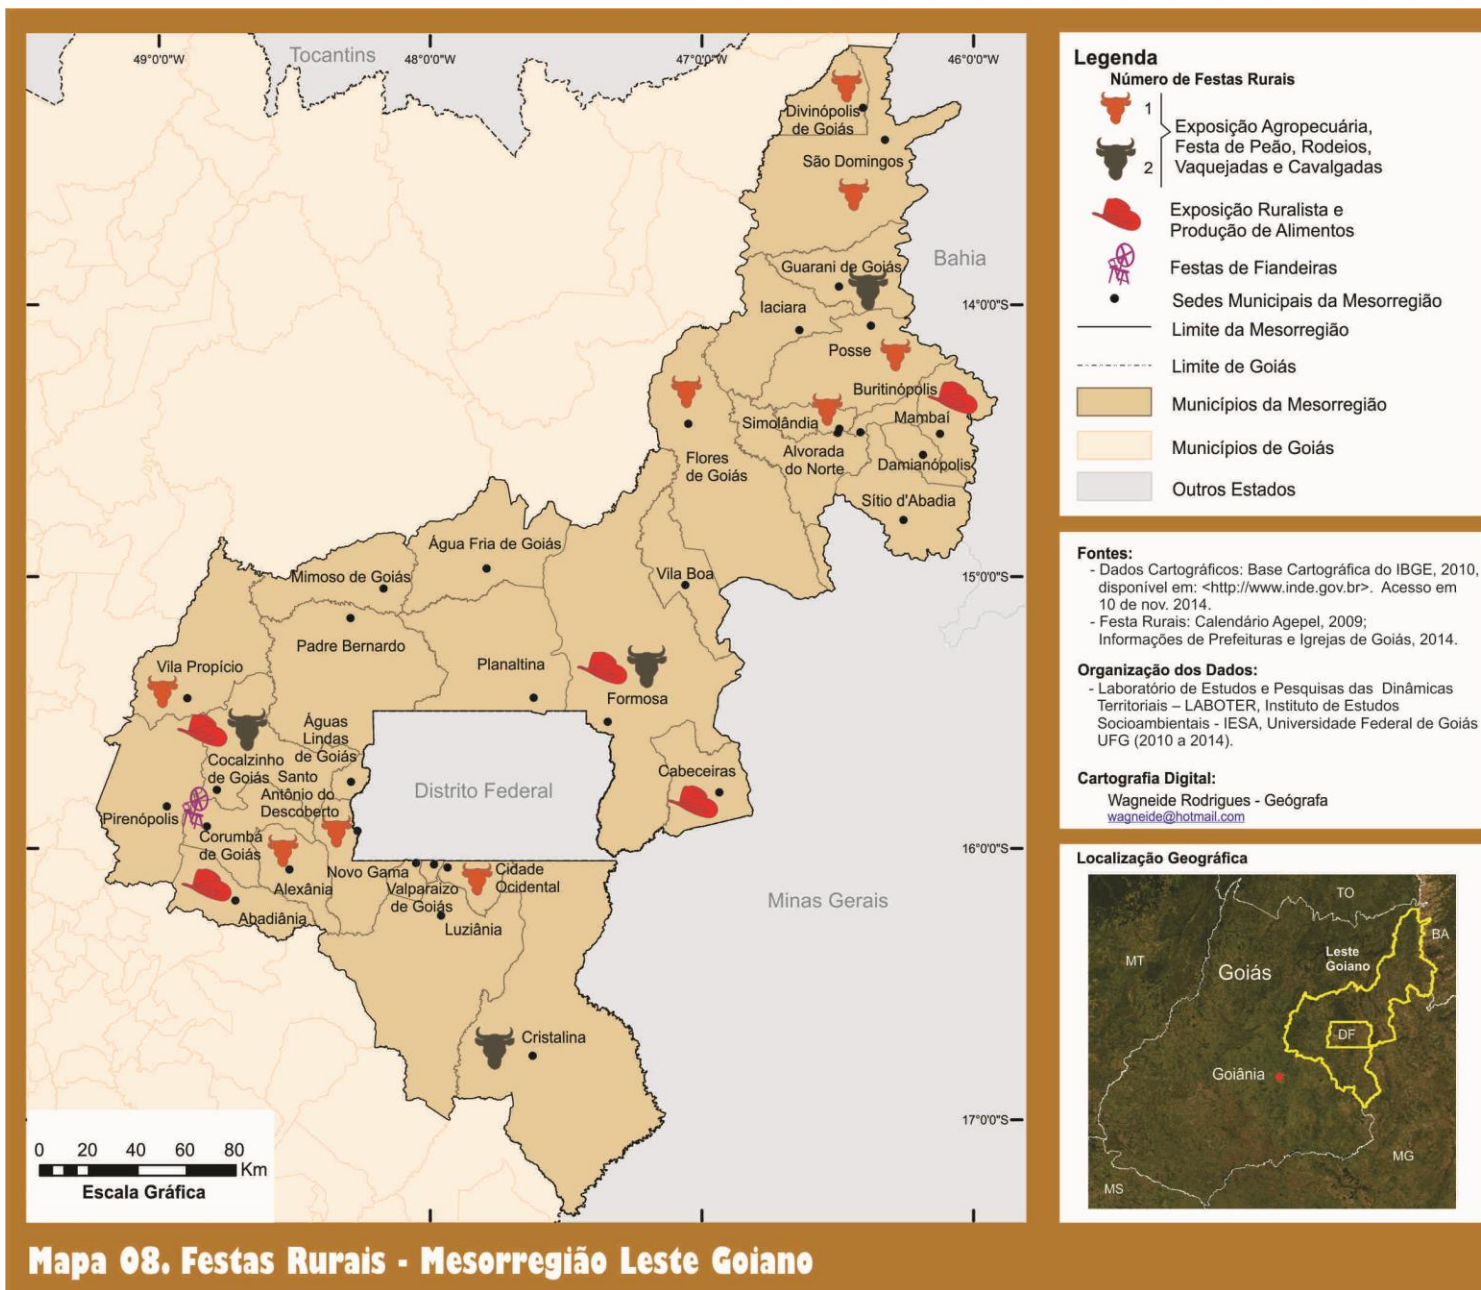 Tocantins
49°0'0"W
48°0'0"W
47°0'0"W
46°0'0"W
Divinópolis
de Goiás
São Domingos
Guarani de Goiás
Bahia
Iaciara
14°0'0"S
Posse
Buritinópolis
Simolândia
Mambaí
Flores
de Goiás
Alvorada
do Norte
Damianópolis
Sítio d'Abadia
Água Fria de Goiás
Mimoso de Goiás
Vila Boa
15°0'0"S
Padre Bernardo
Planaltina
Vila Propício
Formosa
Águas
Lindas
de Goiás
Cocalzinho
de Goiás
Santo
Antônio do
Descoberto
Distrito Federal
Cabeceiras
Pirenópolis
Corumbá
de Goiás
16°0'0"S
Novo Gama
Cidade
Ocidental
Alexânia
Valparaizo
de Goiás
Abadiânia
Luziânia
Minas Gerais
Cristalina
17°0'0"S
0 20 40 60 80
Km
Escala Gráfica
Legenda
Número de Festas Rurais
1
2
Exposição Agropecuária,
Festa de Peão, Rodeios,
Vaquejadas e Cavalgadas
Exposição Ruralista e
Produção de Alimentos
Festas de Fiandeiras
Sedes Municipais da Mesorregião
Limite da Mesorregião
Limite de Goiás
Municípios da Mesorregião
Municípios de Goiás
Outros Estados
Fontes:
- Dados Cartográficos: Base Cartográfica do IBGE, 2010,
disponível em: <http://www.inde.gov.br>. Acesso em
10 de nov. 2014.
- Festa Rurais: Calendário Agepel, 2009;
Informações de Prefeituras e Igrejas de Goiás, 2014.
Organização dos Dados:
- Laboratório de Estudos e Pesquisas das Dinâmicas
Territoriais – LABOTER, Instituto de Estudos
Socioambientais - IESA, Universidade Federal de Goiás
UFG (2010 a 2014).
Cartografia Digital:
Wagneide Rodrigues - Geógrafa
wagneide@hotmail.com
Localização Geográfica
TO
BA
MT
Leste
Goiano
Goiás
DF
Goiânia
MG
MS
Mapa 08. Festas Rurais - Mesorregião Leste Goiano